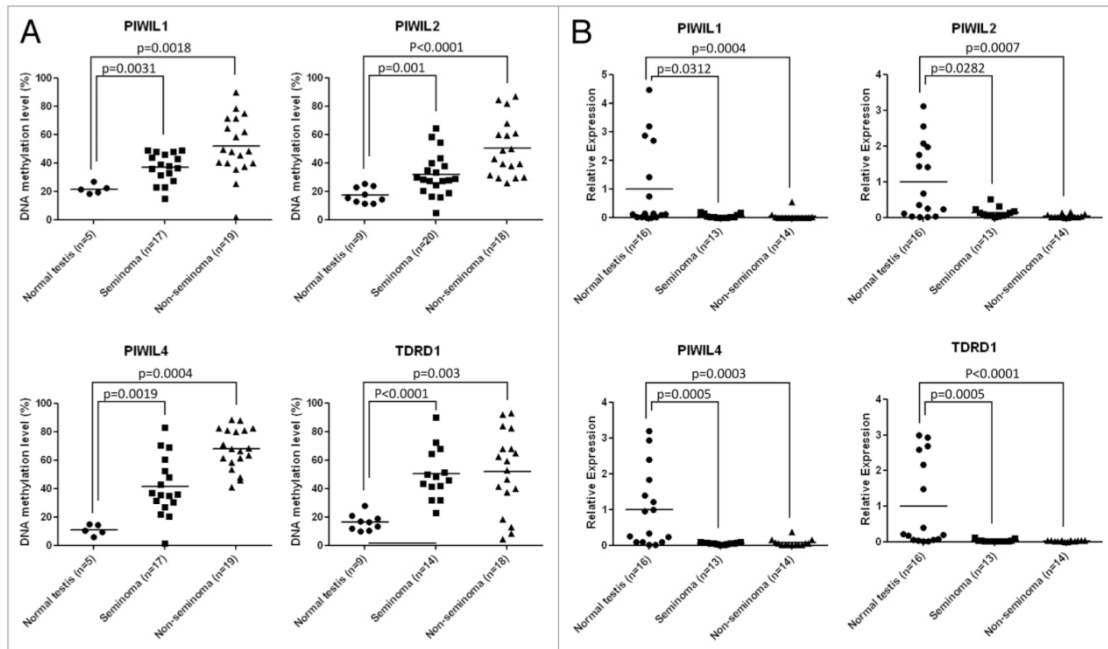 A
PIWIL1
p=0.0018
p=0.0031
DNA methylation level (%)
100
80
60
40
20
0
Normal testis (n=5)
Seminoma (n=17)
Non-seminoma (n=19)
PIWIL2
P<0.0001
p=0.001
DNA methylation level (%)
100
80
60
40
20
0
Normal testis (n=9)
Seminoma (n=20)
Non-seminoma (n=18)
PIWIL4
p=0.0004
p=0.0019
DNA methylation level (%)
100
80
60
40
20
0
Normal testis (n=5)
Seminoma (n=17)
Non-seminoma (n=19)
TDRD1
p=0.003
P<0.0001
DNA methylation level (%)
100
80
60
40
20
0
Normal testis (n=9)
Seminoma (n=14)
Non-seminoma (n=18)
B
PIWIL1
p=0.0004
p=0.0312
Relative Expression
5
4
3
2
1
0
Normal testis (n=16)
Seminoma (n=13)
Non-seminoma (n=14)
PIWIL2
p=0.0007
p=0.0282
Relative Expression
4
3
2
1
0
Normal testis (n=16)
Seminoma (n=13)
Non-seminoma (n=14)
PIWIL4
p=0.0003
p=0.0005
Relative Expression
4
3
2
1
0
Normal testis (n=16)
Seminoma (n=13)
Non-seminoma (n=14)
TDRD1
P<0.0001
p=0.0005
Relative Expression
4
3
2
1
0
Normal testis (n=16)
Seminoma (n=13)
Non-seminoma (n=14)